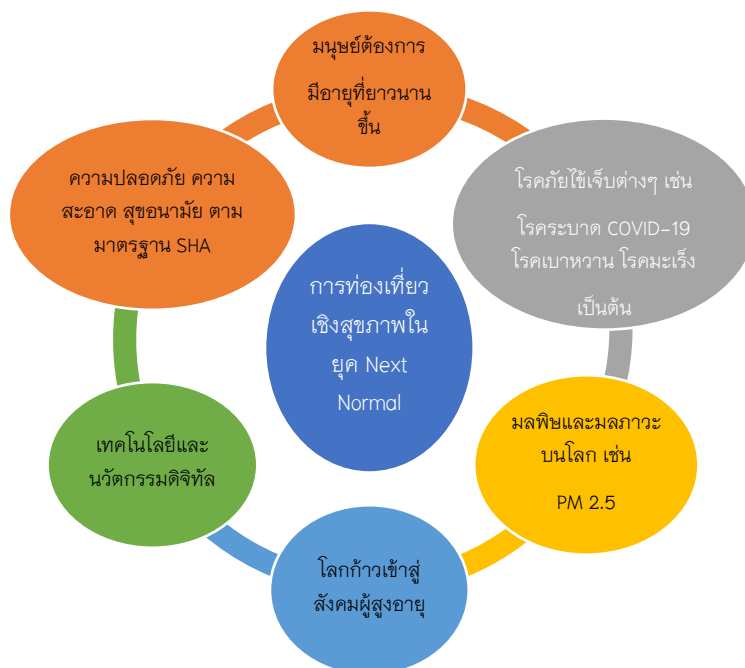 มนุษย์ต้องการ
มีอายุที่ยาวนาน
ขึ้น
โรคภัยไข้เจ็บต่างๆ เช่น
โรคระบาด COVID-19
โรคเบาหวาน โรคมะเร็ง
เป็นต้น
มลพิษและมลภาวะ
บนโลก เช่น
PM 2.5
โลกก้าวเข้าสู่
สังคมผู้สูงอายุ
เทคโนโลยีและ
นวัตกรรมดิจิทัล
ความปลอดภัย ความ
สะอาด สุขอนามัย ตาม
มาตรฐาน SHA
การท่องเที่ยว
เชิงสุขภาพใน
ยุค Next
Normal